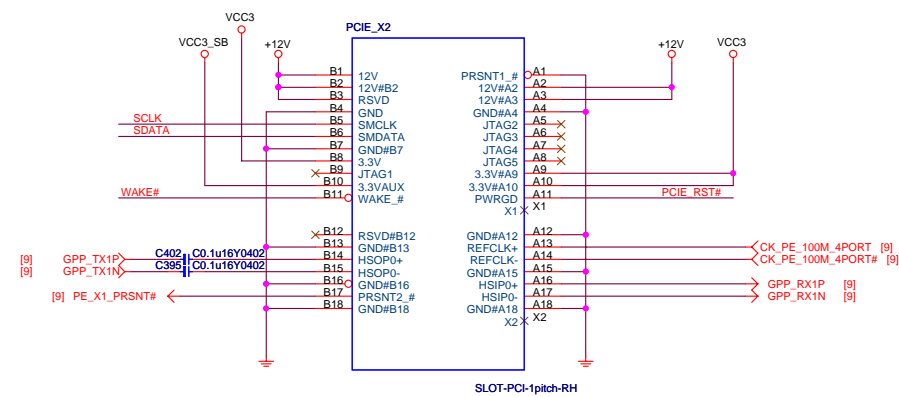 VCC3
PCIE_X2
VCC3_SB
+12V
+12V
VCC3
B1 12V PRSNT1_# A1
B2 12V#B2 12V#A2 A2
B3 RSVD 12V#A3 A3
B4 GND GND#A4 A4
SCLK B5 SMCLK JTAG2 A5
SDATA B6 SMDATA JTAG3 A6
B7 GND#B7 JTAG4 A7
B8 3.3V JTAG5 A8
B9 JTAG1 3.3V#A9 A9
B10 3.3VAUX 3.3V#A10 A10
WAKE# B11 WAKE_# PWRGD A11 PCIE_RST#
X1 X1
B12 RSVD#B12 GND#A12 A12
B13 GND#B13 REFCLK+ A13 CK_PE_100M_4PORT [9]
[9] GPP_TX1P C402 C0.1u16Y0402 B14 HSOP0+ REFCLK- A14 CK_PE_100M_4PORT# [9]
[9] GPP_TX1N C395 C0.1u16Y0402 B15 HSOP0- GND#A15 A15
B16 GND#B16 HSIP0+ A16 GPP_RX1P [9]
[9] PE_X1_PRSNT# B17 PRSNT2_# HSIP0- A17 GPP_RX1N [9]
B18 GND#B18 GND#A18 A18
X2 X2
SLOT-PCI-1pitch-RH